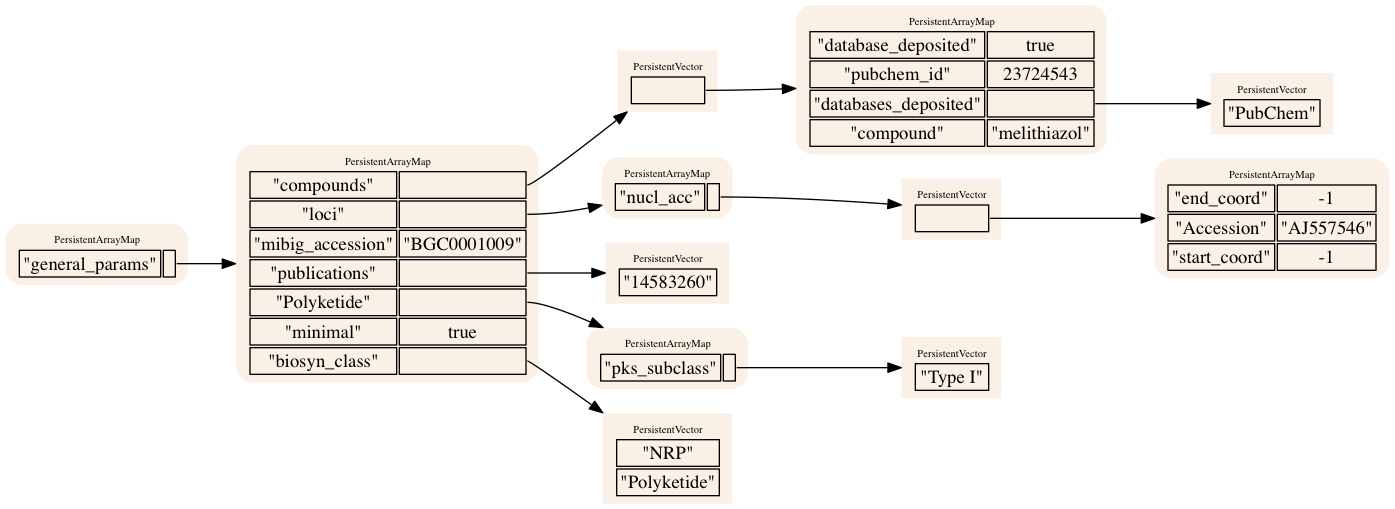 PersistentArrayMap
"general_params"
PersistentArrayMap
"compounds"
"loci"
"mibig_accession" "BGC0001009"
"publications"
"Polyketide"
"minimal" true
"biosyn_class"
PersistentVector
PersistentArrayMap
"database_deposited" true
"pubchem_id" 23724543
"databases_deposited"
"compound" "melithiazol"
PersistentVector
"PubChem"
PersistentArrayMap
"nucl_acc"
PersistentVector
PersistentArrayMap
"end_coord" -1
"Accession" "AJ557546"
"start_coord" -1
PersistentVector
"14583260"
PersistentArrayMap
"pks_subclass"
PersistentVector
"Type I"
PersistentVector
"NRP"
"Polyketide"